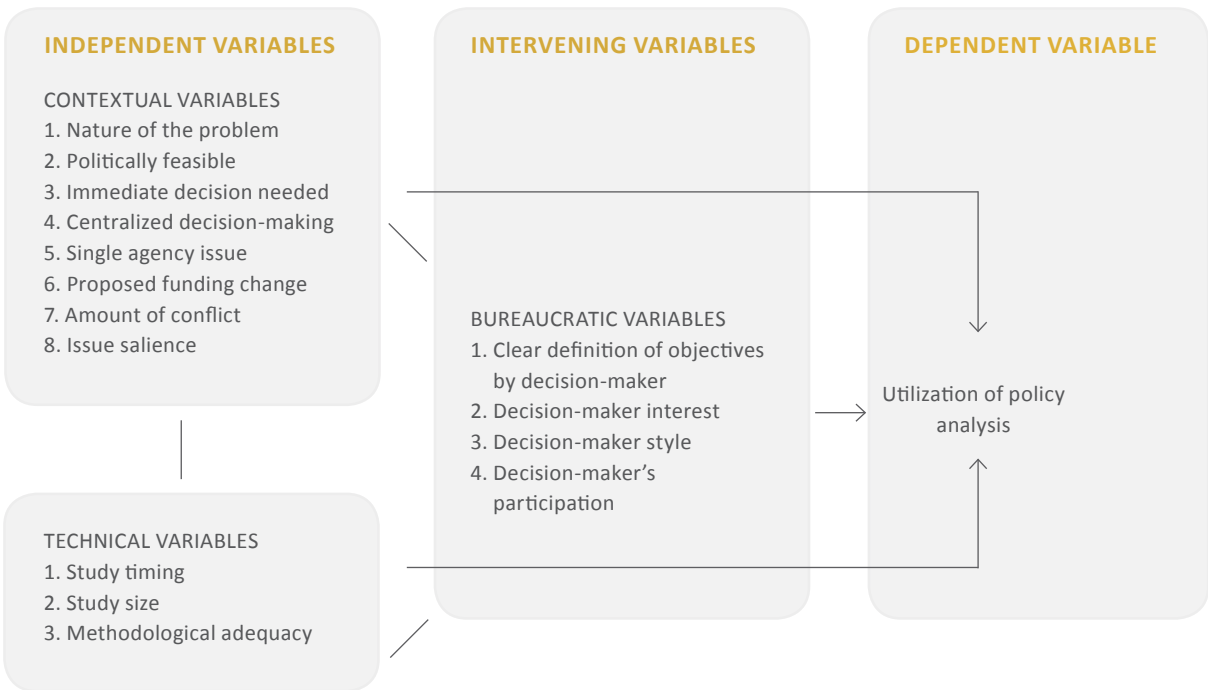 INDEPENDENT VARIABLES
CONTEXTUAL VARIABLES
1. Nature of the problem
2. Politically feasible
3. Immediate decision needed
4. Centralized decision-making
5. Single agency issue
6. Proposed funding change
7. Amount of conflict
8. Issue salience
TECHNICAL VARIABLES
1. Study timing
2. Study size
3. Methodological adequacy
INTERVENING VARIABLES
BUREAUCRATIC VARIABLES
1. Clear definition of objectives
by decision-maker
2. Decision-maker interest
3. Decision-maker style
4. Decision-maker’s
participation
DEPENDENT VARIABLE
Utilization of policy
analysis